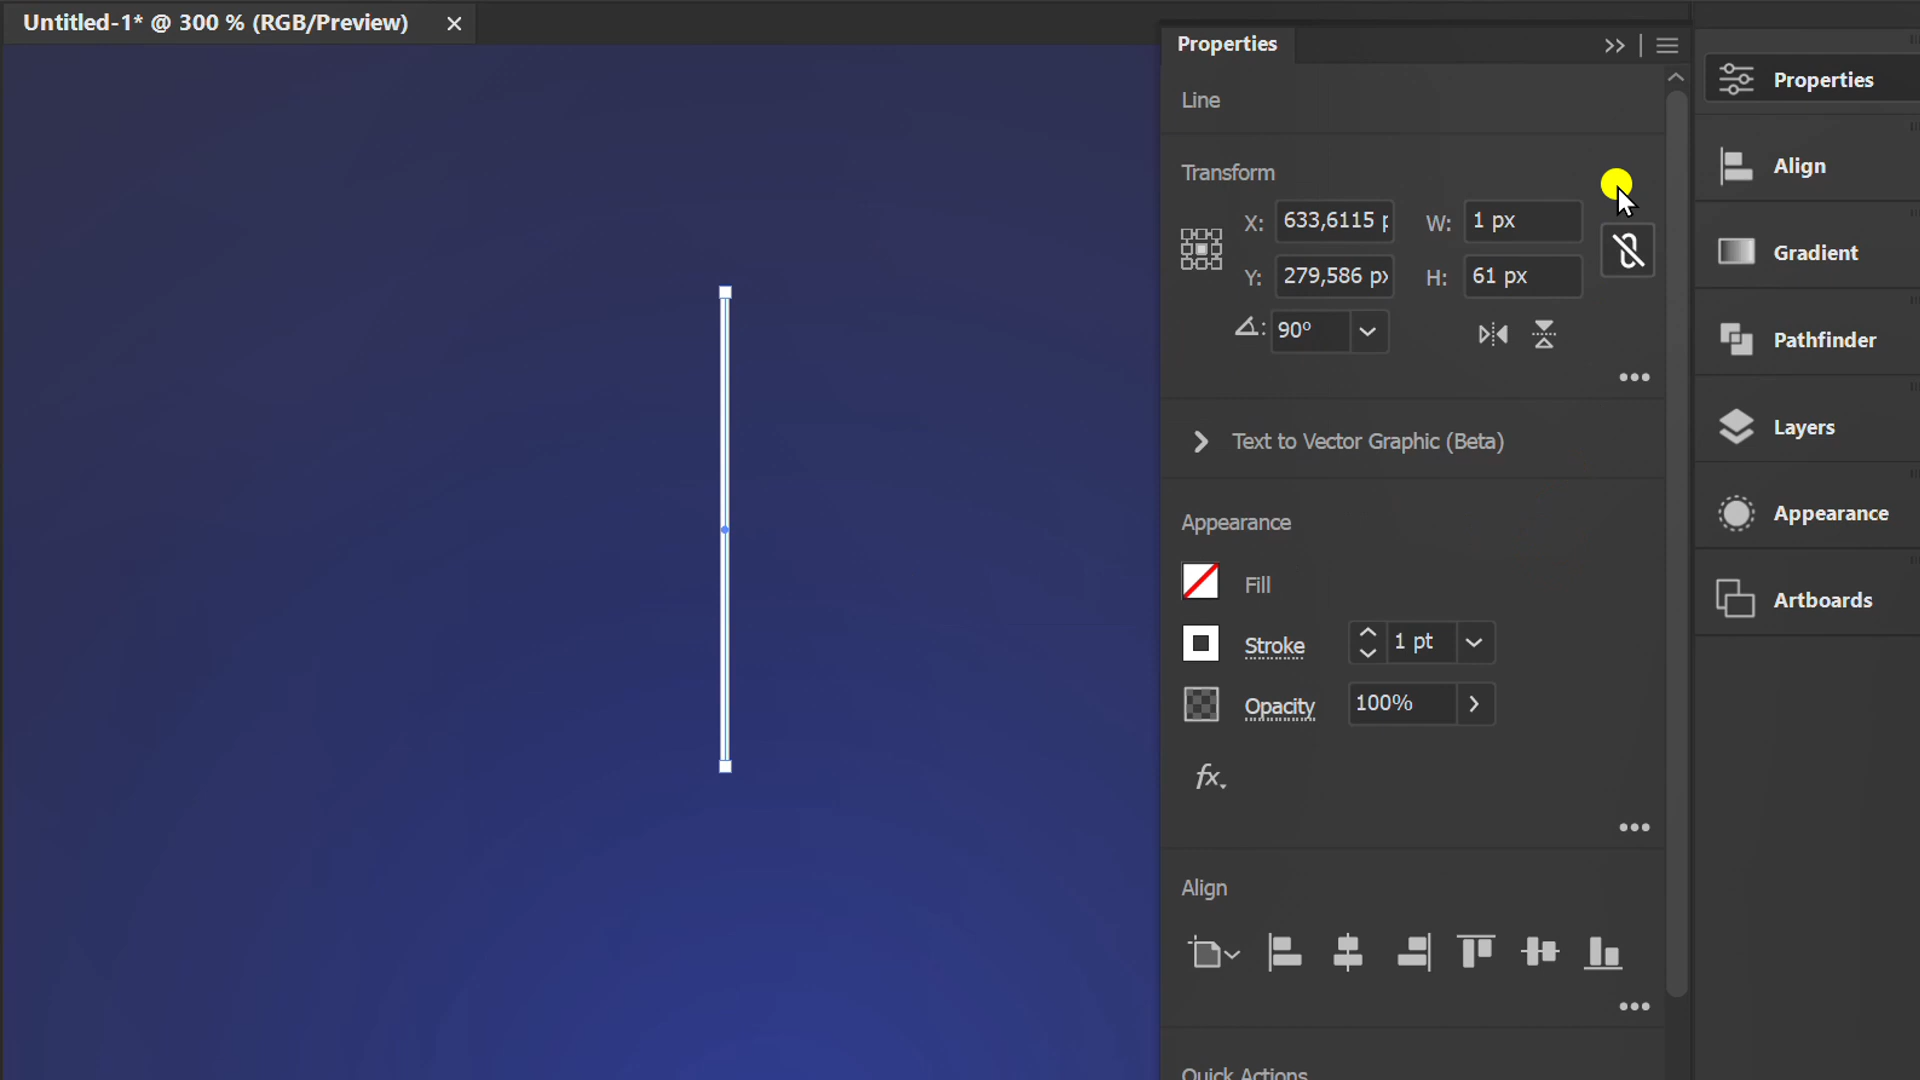 Untitled-1* @ 300 % (RGB/Preview)
Properties
Line
Transform
X: 633,6115 p W: 1 px
Y: 279,586 px H: 61 px
90°
Text to Vector Graphic (Beta)
Appearance
Fill
Stroke 1 pt
Opacity 100%
fx
Align
Quick Actions
Properties
Align
Gradient
Pathfinder
Layers
Appearance
Artboards